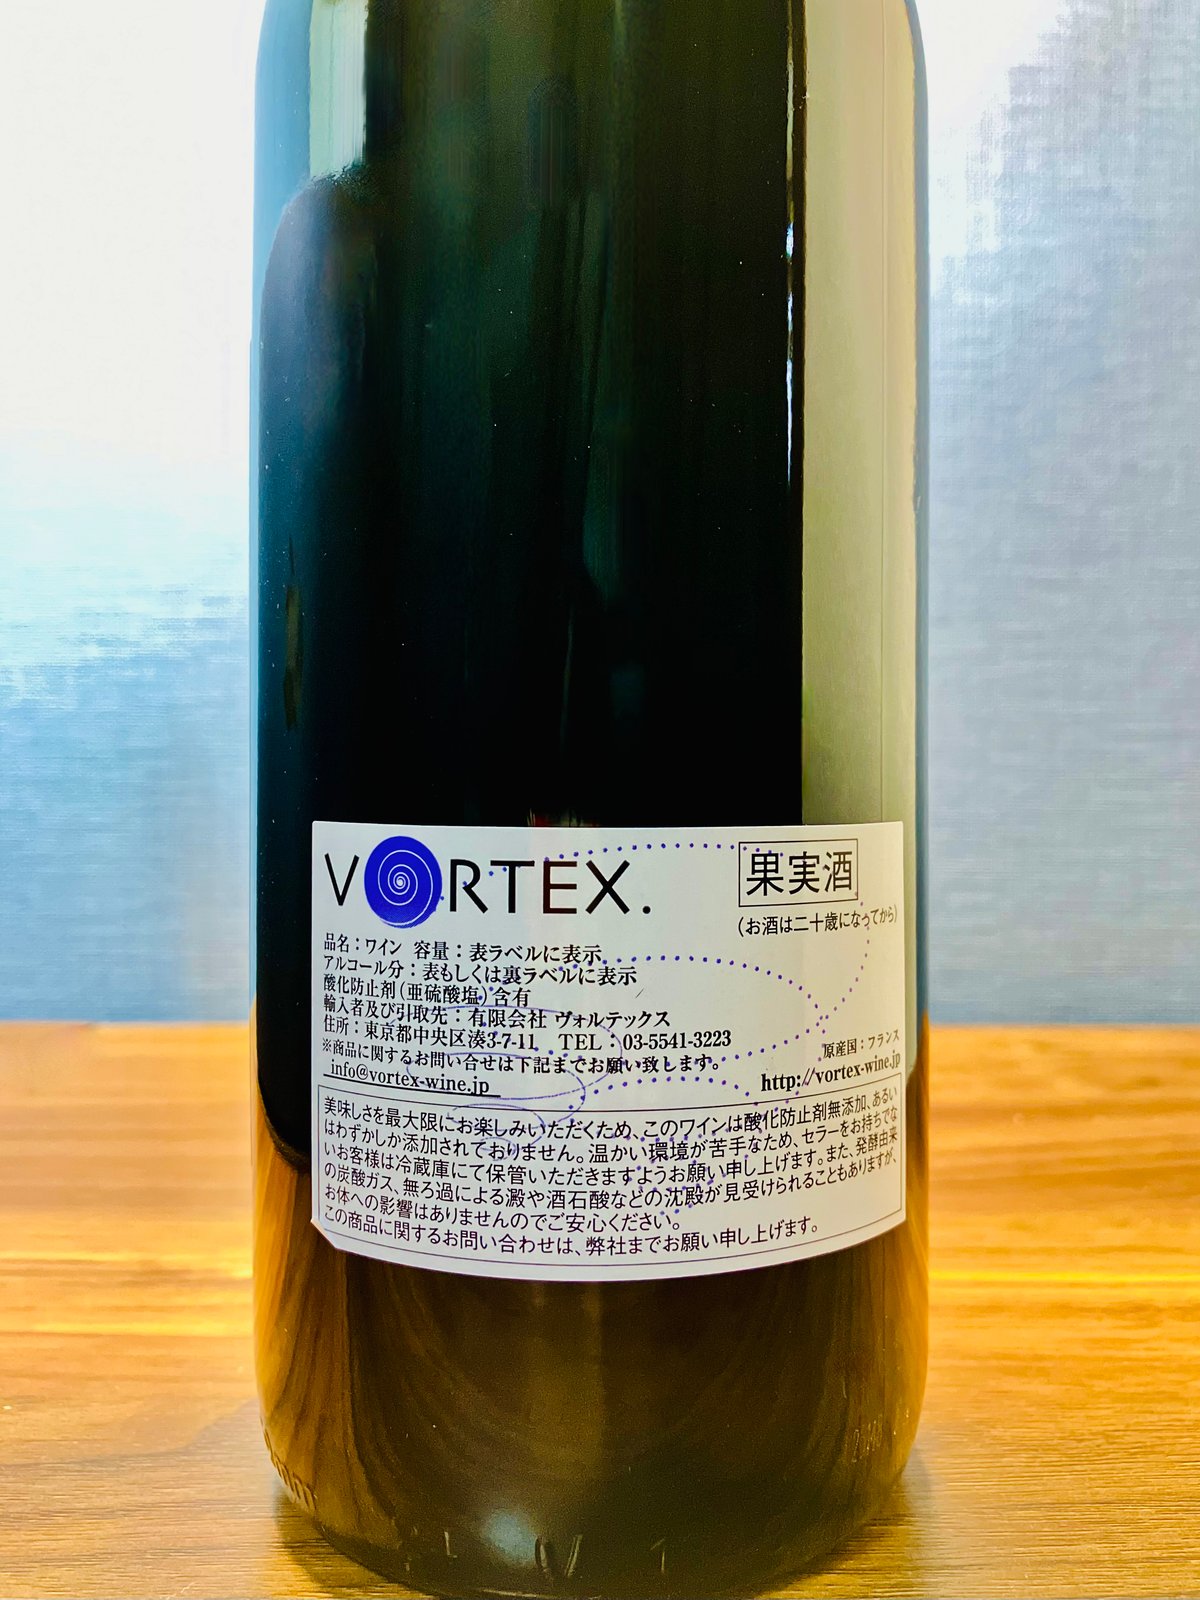 VORTEX.
果実酒
(お酒は二十歳になってから)
品名：ワイン 容量：表ラベルに表示
アルコール分：表もしくは裏ラベルに表示
酸化防止剤(亜硫酸塩)含有
輸入者及び引取先：有限会社 ヴォルテックス
住所：東京都中央区湊3-7-11 TEL：03-5541-3223
※商品に関するお問い合せは下記までお願い致します。
info@vortex-wine.jp
原産国：フランス
http://vortex-wine.jp
美味しさを最大限にお楽しみいただくため、このワインは酸化防止剤無添加、あるい
はわずかしか添加されておりません。温かい環境が苦手なため、セラーをお持ちでな
いお客様は冷蔵庫にて保管いただきますようお願い申し上げます。また、発酵由来
の炭酸ガス、無ろ過による澱や酒石酸などの沈殿が見受けられることもありますが、
お体への影響はありませんのでご安心ください。
この商品に関するお問い合わせは、弊社までお願い申し上げます。